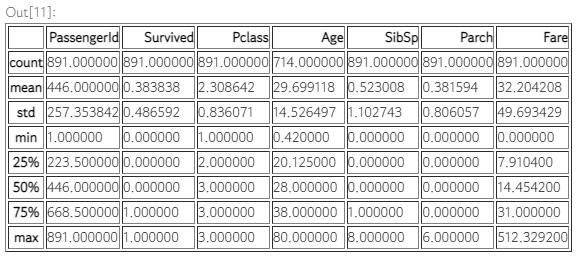 Out[11]:
PassengerId Survived Pclass Age SibSp Parch Fare
count 891.000000 891.000000 891.000000 714.000000 891.000000 891.000000 891.000000
mean 446.000000 0.383838 2.308642 29.699118 0.523008 0.381594 32.204208
std 257.353842 0.486592 0.836071 14.526497 1.102743 0.806057 49.693429
min 1.000000 0.000000 1.000000 0.420000 0.000000 0.000000 0.000000
25% 223.500000 0.000000 2.000000 20.125000 0.000000 0.000000 7.910400
50% 446.000000 0.000000 3.000000 28.000000 0.000000 0.000000 14.454200
75% 668.500000 1.000000 3.000000 38.000000 1.000000 0.000000 31.000000
max 891.000000 1.000000 3.000000 80.000000 8.000000 6.000000 512.329200